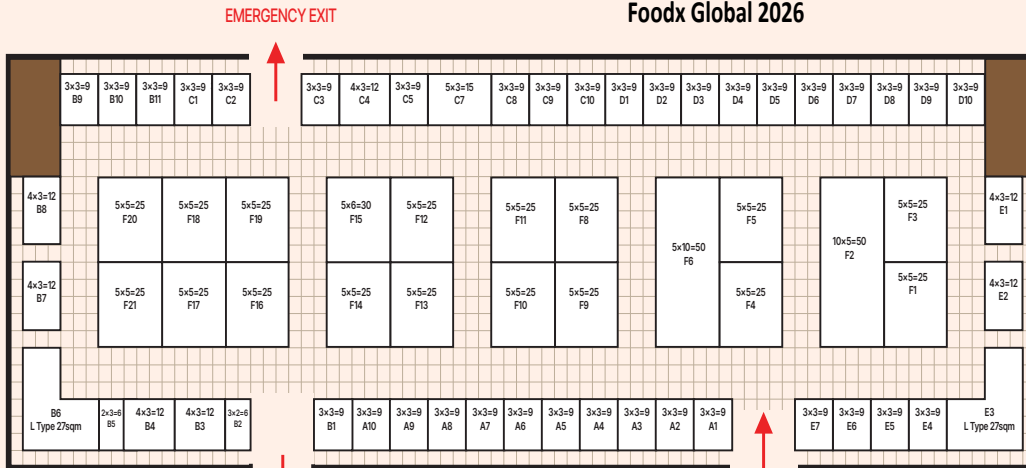 EMERGENCY EXIT
Foodx Global 2026
3×3=9
B9
3×3=9
B10
3×3=9
B11
3×3=9
C1
3×3=9
C2
3×3=9
C3
4×3=12
C4
3×3=9
C5
5×3=15
C7
3×3=9
C8
3×3=9
C9
3×3=9
C10
3×3=9
D1
3×3=9
D2
3×3=9
D3
3×3=9
D4
3×3=9
D5
3×3=9
D6
3×3=9
D7
3×3=9
D8
3×3=9
D9
3×3=9
D10
4×3=12
B8
5×5=25
F20
5×5=25
F18
5×5=25
F19
5×6=30
F15
5×5=25
F12
5×5=25
F11
5×5=25
F8
5×10=50
F6
5×5=25
F5
10×5=50
F2
5×5=25
F3
4×3=12
E1
4×3=12
B7
5×5=25
F21
5×5=25
F17
5×5=25
F16
5×5=25
F14
5×5=25
F13
5×5=25
F10
5×5=25
F9
5×5=25
F4
5×5=25
F1
4×3=12
E2
B6
L Type 27sqm
2×3=6
B5
4×3=12
B4
4×3=12
B3
3×2=6
B2
3×3=9
B1
3×3=9
A10
3×3=9
A9
3×3=9
A8
3×3=9
A7
3×3=9
A6
3×3=9
A5
3×3=9
A4
3×3=9
A3
3×3=9
A2
3×3=9
A1
3×3=9
E7
3×3=9
E6
3×3=9
E5
3×3=9
E4
E3
L Type 27sqm